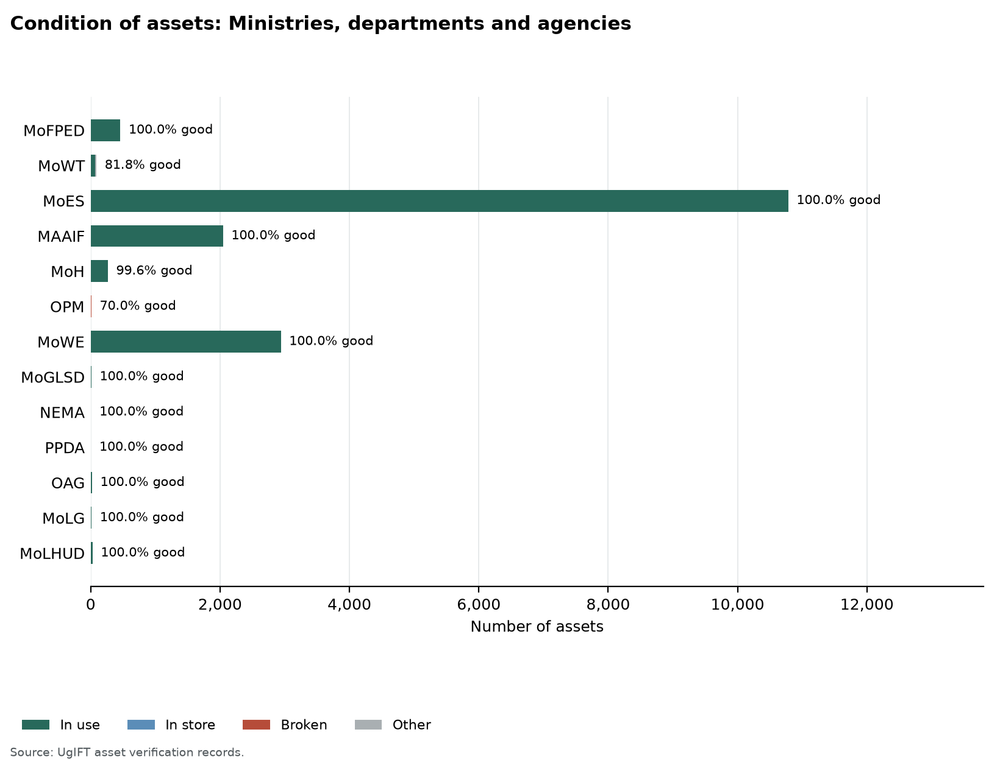 Condition of assets: Ministries, departments and agencies
MoFPED 100.0% good
MoWT 81.8% good
MoES 100.0% good
MAAIF 100.0% good
MoH 99.6% good
OPM 70.0% good
MoWE 100.0% good
MoGLSD 100.0% good
NEMA 100.0% good
PPDA 100.0% good
OAG 100.0% good
MoLG 100.0% good
MoLHUD 100.0% good
0 2,000 4,000 6,000 8,000 10,000 12,000
Number of assets
In use In store Broken Other
Source: UgIFT asset verification records.